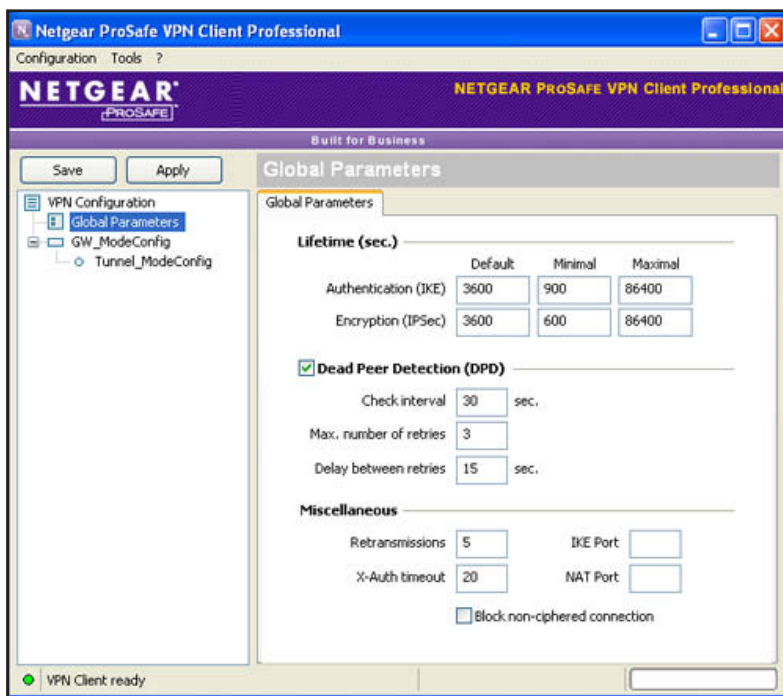 Netgear ProSafe VPN Client Professional
Configuration Tools ?
NETGEAR®
PROSAFE
NETGEAR PROSAFE VPN Client Professional
Built for Business
Save Apply
Global Parameters
VPN Configuration
Global Parameters
GW_ModeConfig
Tunnel_ModeConfig
Global Parameters
Lifetime (sec.)
Default Minimal Maximal
Authentication (IKE) 3600 900 86400
Encryption (IPSec) 3600 600 86400
Dead Peer Detection (DPD)
Check interval 30 sec.
Max. number of retries 3
Delay between retries 15 sec.
Miscellaneous
Retransmissions 5 IKE Port
X-Auth timeout 20 NAT Port
Block non-ciphered connection
VPN Client ready